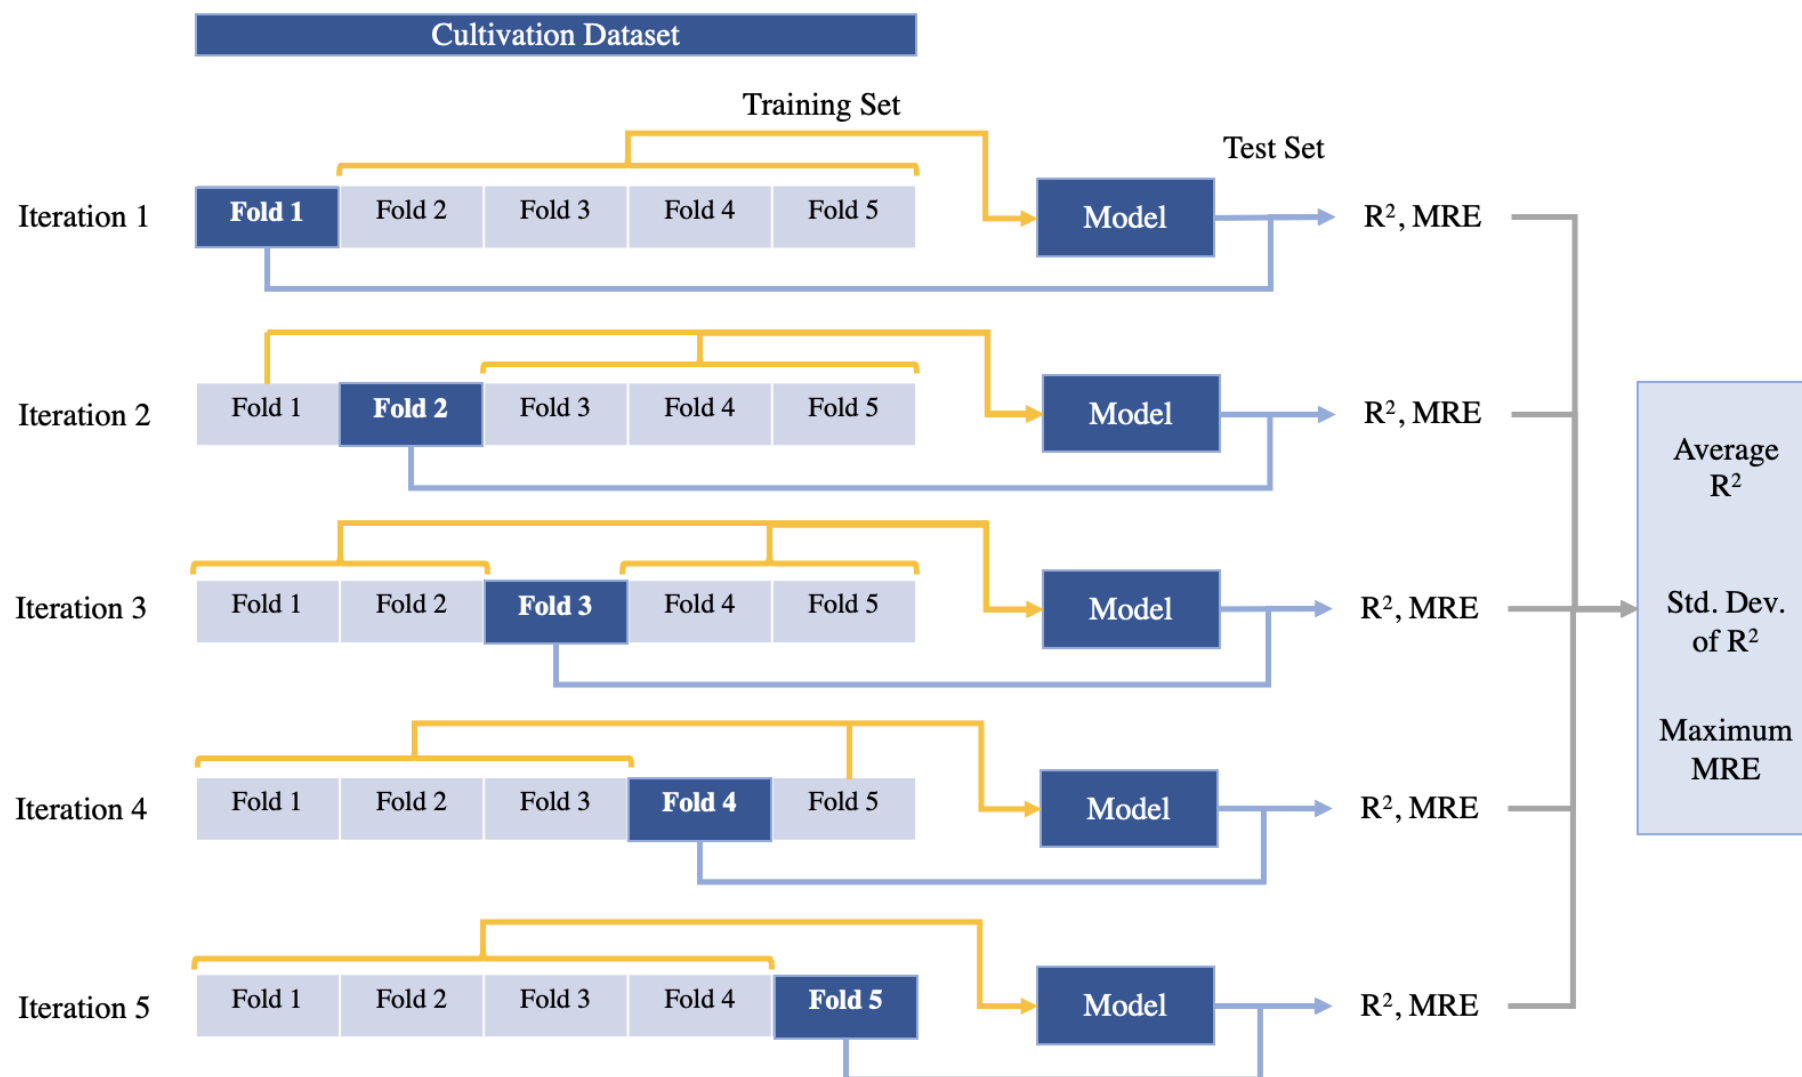 Cultivation Dataset
Training Set
Test Set
Iteration 1
Fold 1
Fold 2
Fold 3
Fold 4
Fold 5
Model
R², MRE
Iteration 2
Fold 1
Fold 2
Fold 3
Fold 4
Fold 5
Model
R², MRE
Iteration 3
Fold 1
Fold 2
Fold 3
Fold 4
Fold 5
Model
R², MRE
Iteration 4
Fold 1
Fold 2
Fold 3
Fold 4
Fold 5
Model
R², MRE
Iteration 5
Fold 1
Fold 2
Fold 3
Fold 4
Fold 5
Model
R², MRE
Average
R²
Std. Dev.
of R²
Maximum
MRE